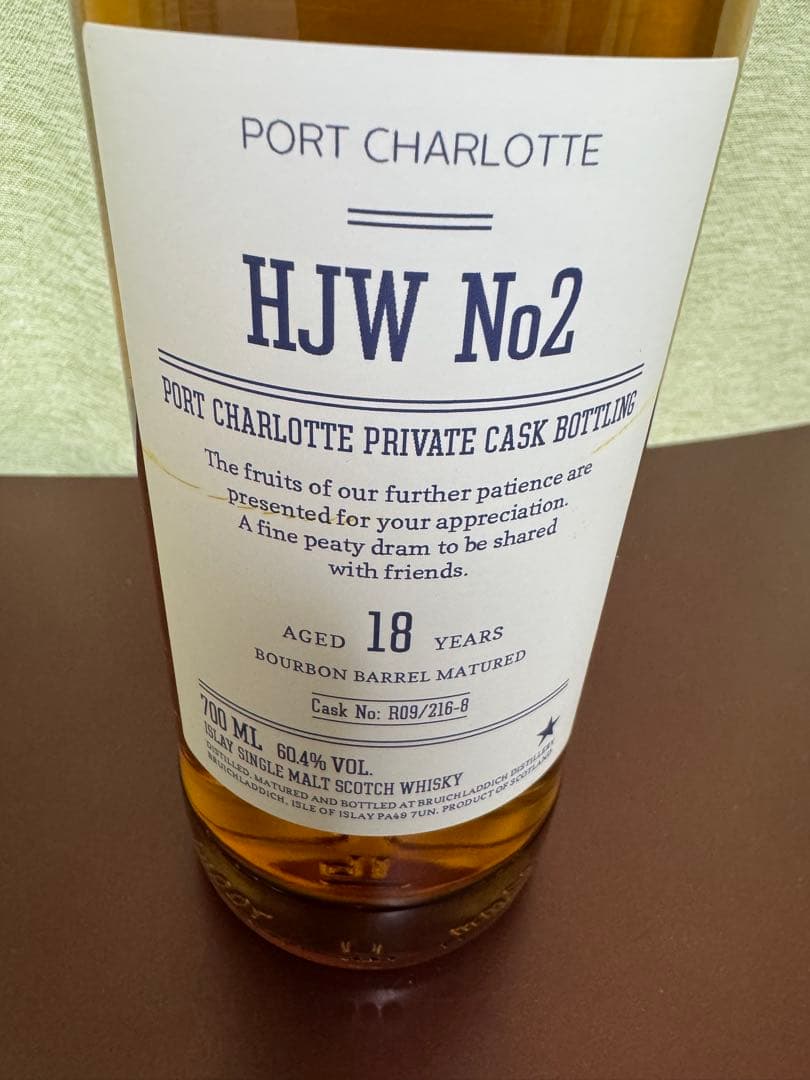 PORT CHARLOTTE
HJW No2
PORT CHARLOTTE PRIVATE CASK BOTTLING
The fruits of our further patience are
presented for your appreciation.
A fine peaty dram to be shared
with friends.
AGED 18 YEARS
BOURBON BARREL MATURED
Cask No: R09/216-8
700 ML 60.4% VOL.
ISLAY SINGLE MALT SCOTCH WHISKY
DISTILLED, MATURED AND BOTTLED AT BRUICHLADDICH DISTILLERY
BRUICHLADDICH, ISLE OF ISLAY PA49 7UN. PRODUCT OF SCOTLAND